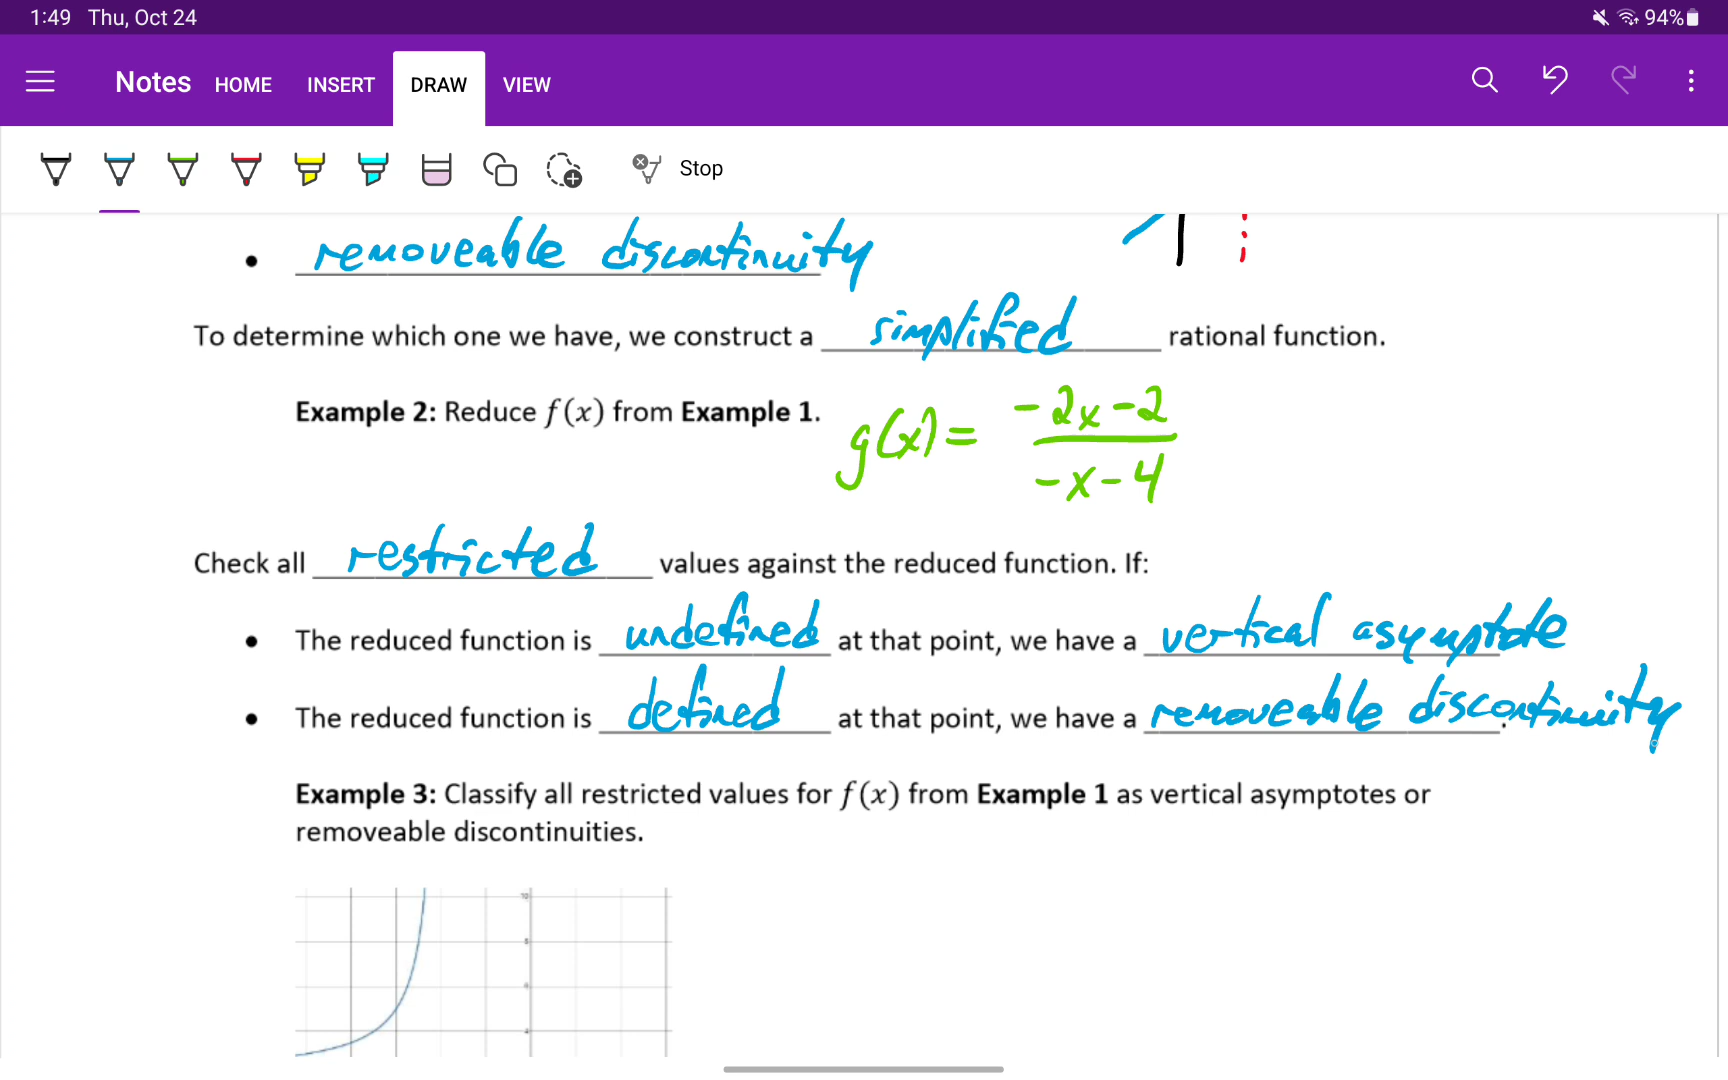 1:49 Thu, Oct 24 94%
Notes HOME INSERT DRAW VIEW
Stop
• removeable discontinuity
To determine which one we have, we construct a simplified rational function.
Example 2: Reduce f(x) from Example 1. g(x) = -2x-2 / -x-4
Check all restricted values against the reduced function. If:
• The reduced function is undefined at that point, we have a vertical asymptote
• The reduced function is defined at that point, we have a removeable discontinuity.
Example 3: Classify all restricted values for f(x) from Example 1 as vertical asymptotes or
removeable discontinuities.
10
8
6
4